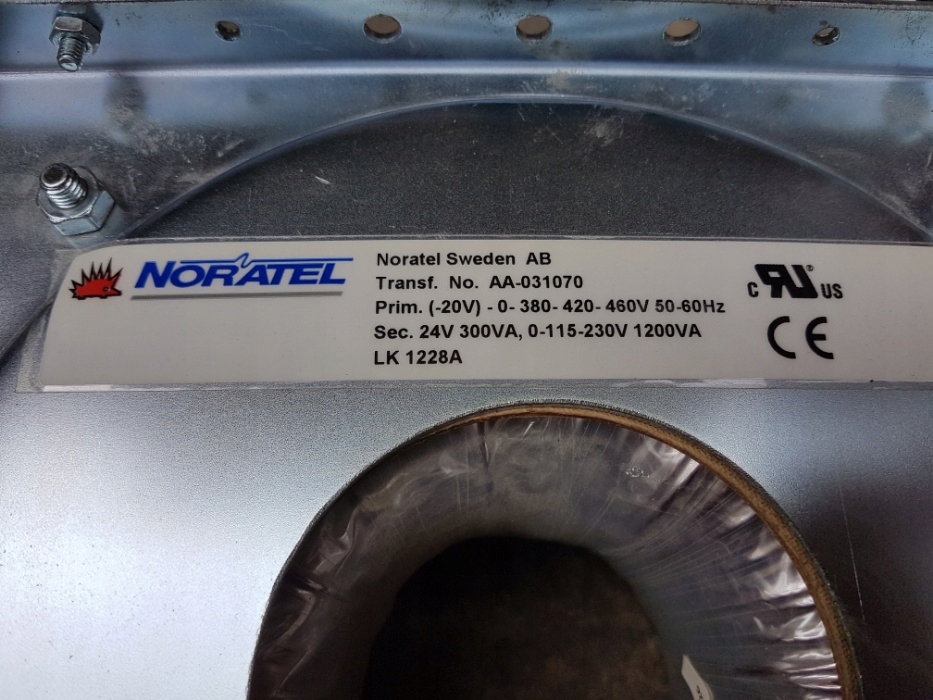 NORATEL
Noratel Sweden AB
Transf. No. AA-031070
Prim. (-20V) - 0- 380- 420- 460V 50-60Hz
Sec. 24V 300VA, 0-115-230V 1200VA
LK 1228A
C RU® US
CE